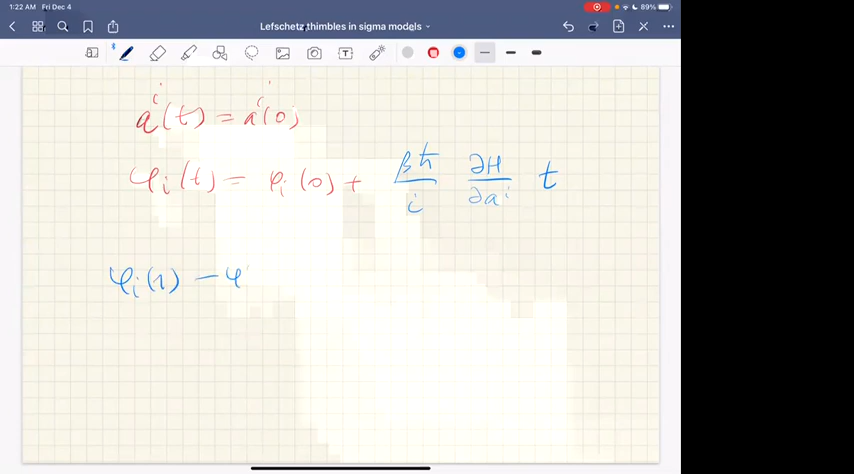 1:22 AM Fri Dec 4
89%
Lefschetz thimbles in sigma models
aⁱ(t) = aⁱ(0)
φᵢ(t) = φᵢ(0) + βħ/i ∂H/∂aⁱ t
φᵢ(1) − φ